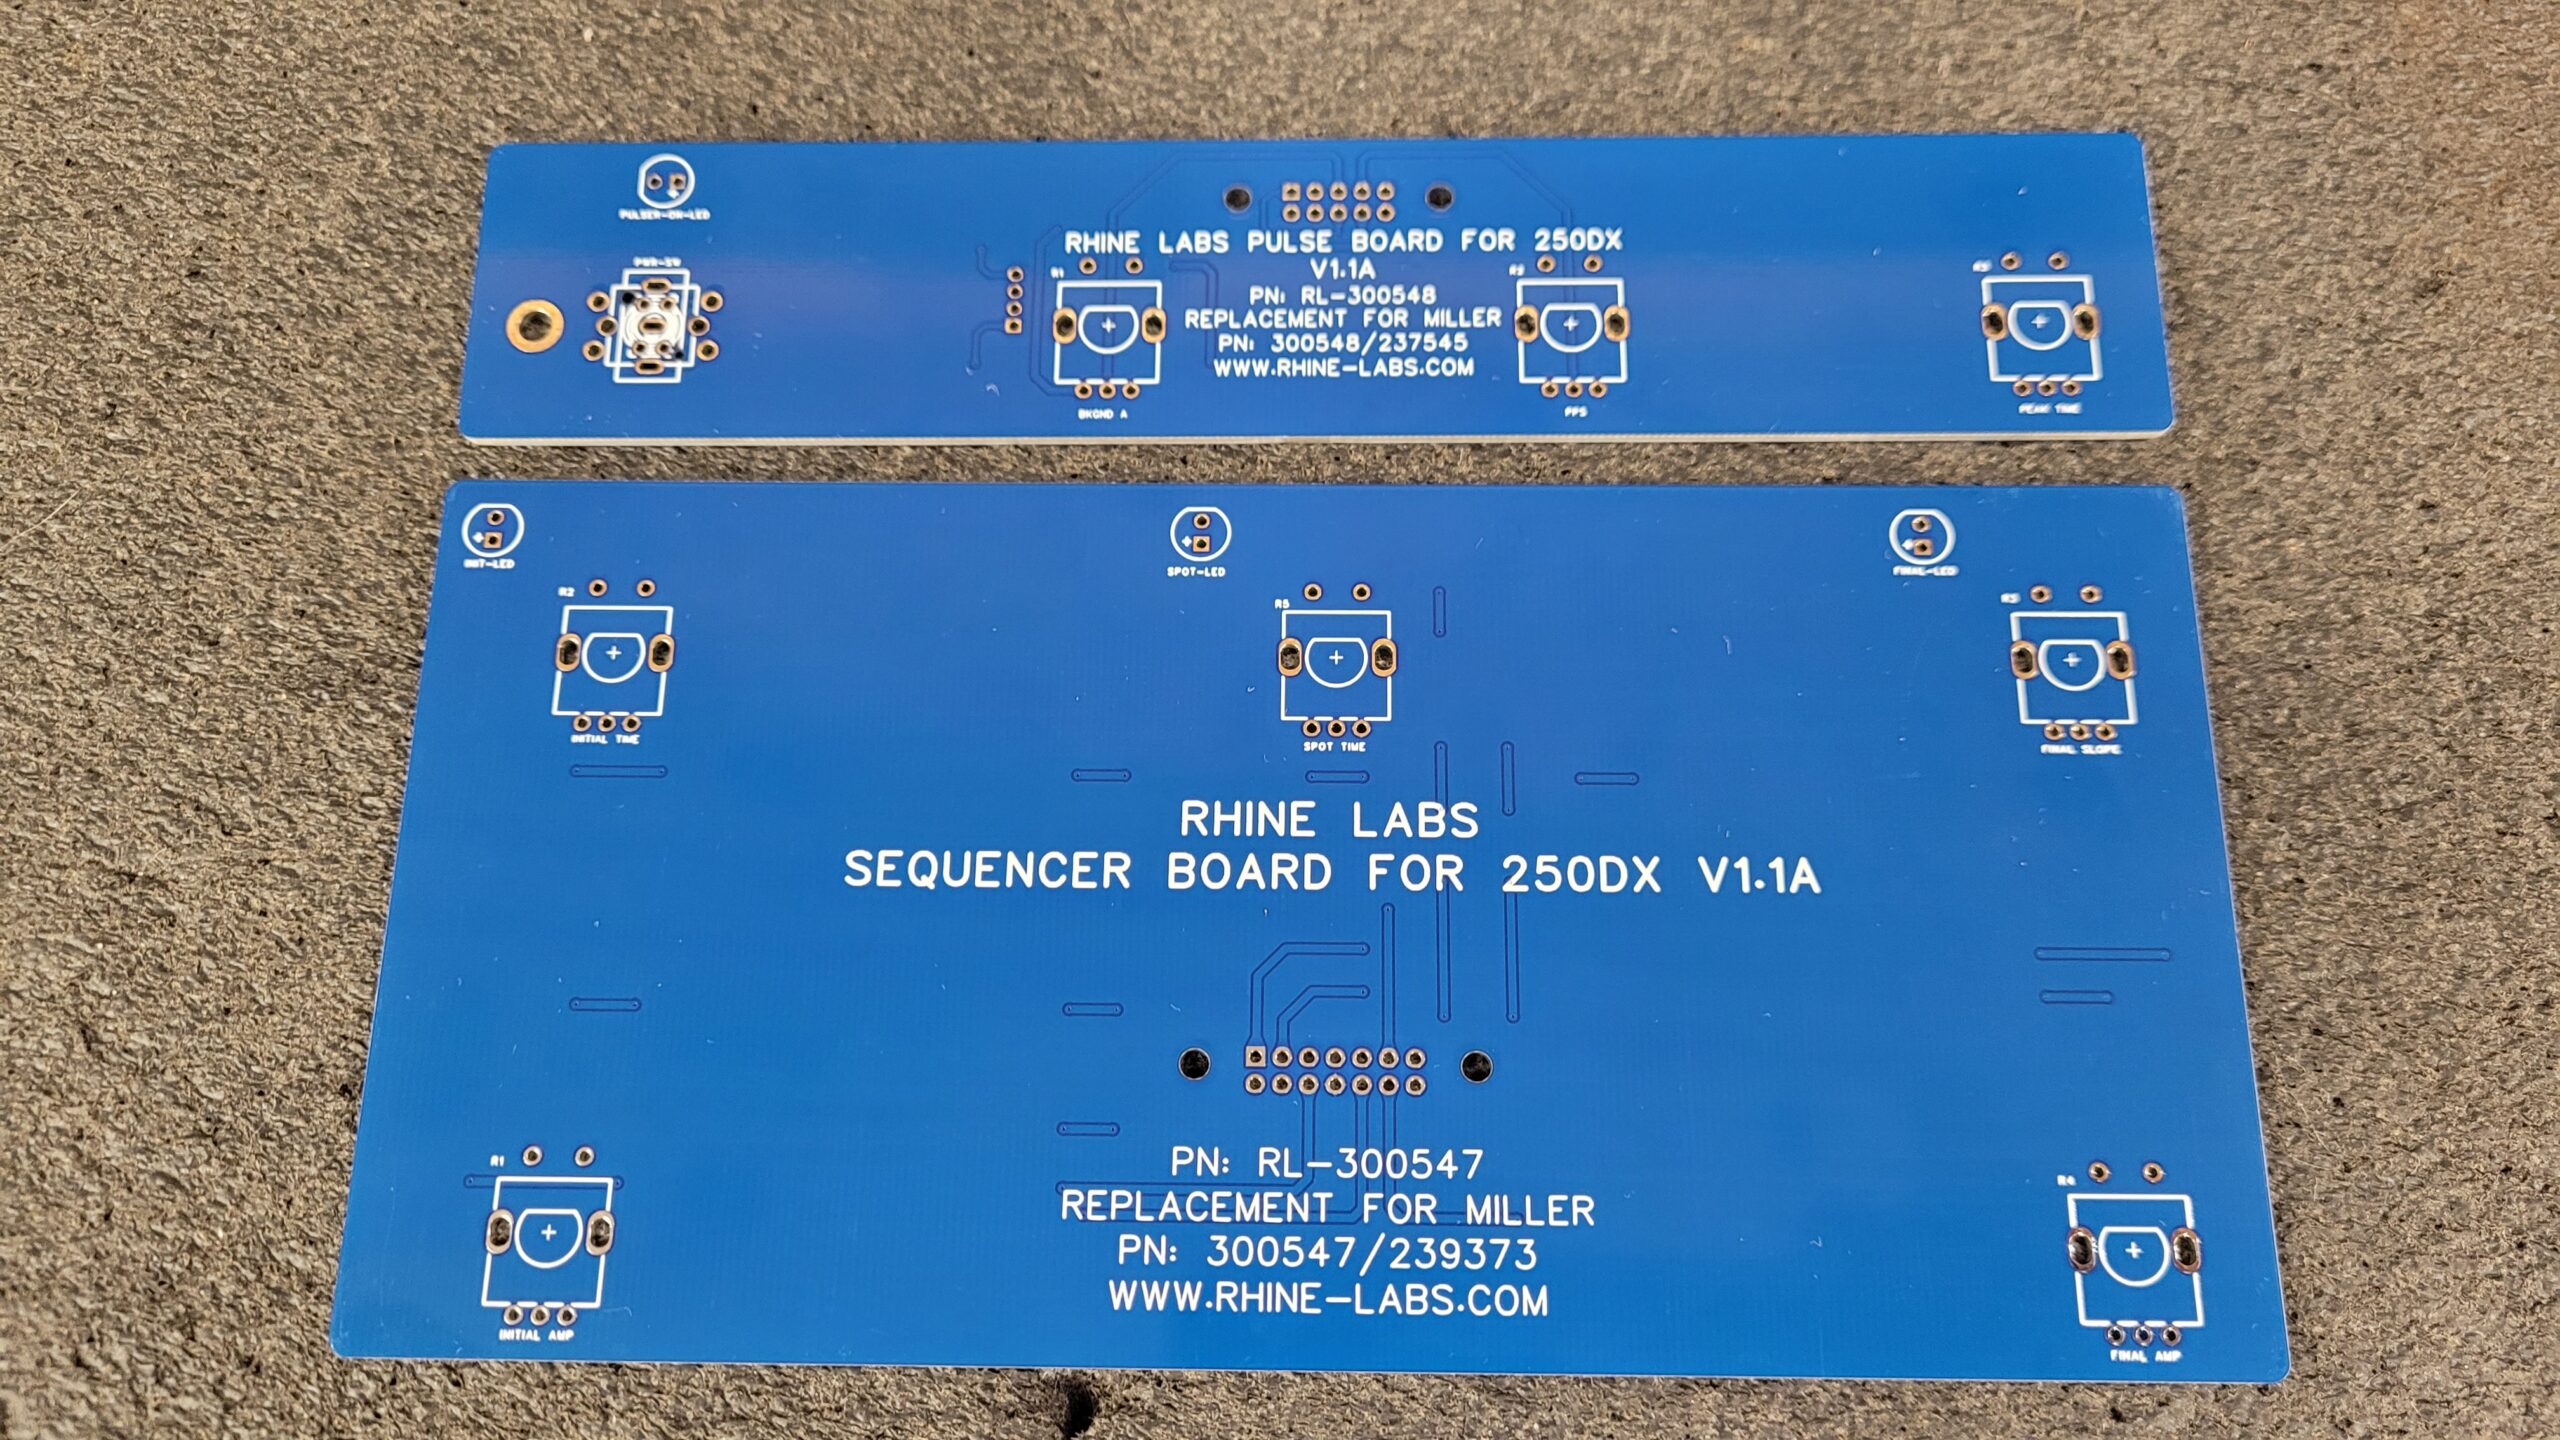 PULSER-ON-LED
PWR-SW
RHINE LABS PULSE BOARD FOR 250DX
V1.1A
PN: RL-300548
REPLACEMENT FOR MILLER
PN: 300548/237545
WWW.RHINE-LABS.COM
R1
R2
R3
BKGND A
PPS
PEAK TIME
INIT-LED
SPOT-LED
FINAL-LED
R2
R5
R3
INITIAL TIME
SPOT TIME
FINAL SLOPE
RHINE LABS
SEQUENCER BOARD FOR 250DX V1.1A
PN: RL-300547
REPLACEMENT FOR MILLER
PN: 300547/239373
WWW.RHINE-LABS.COM
R1
R4
INITIAL AMP
FINAL AMP